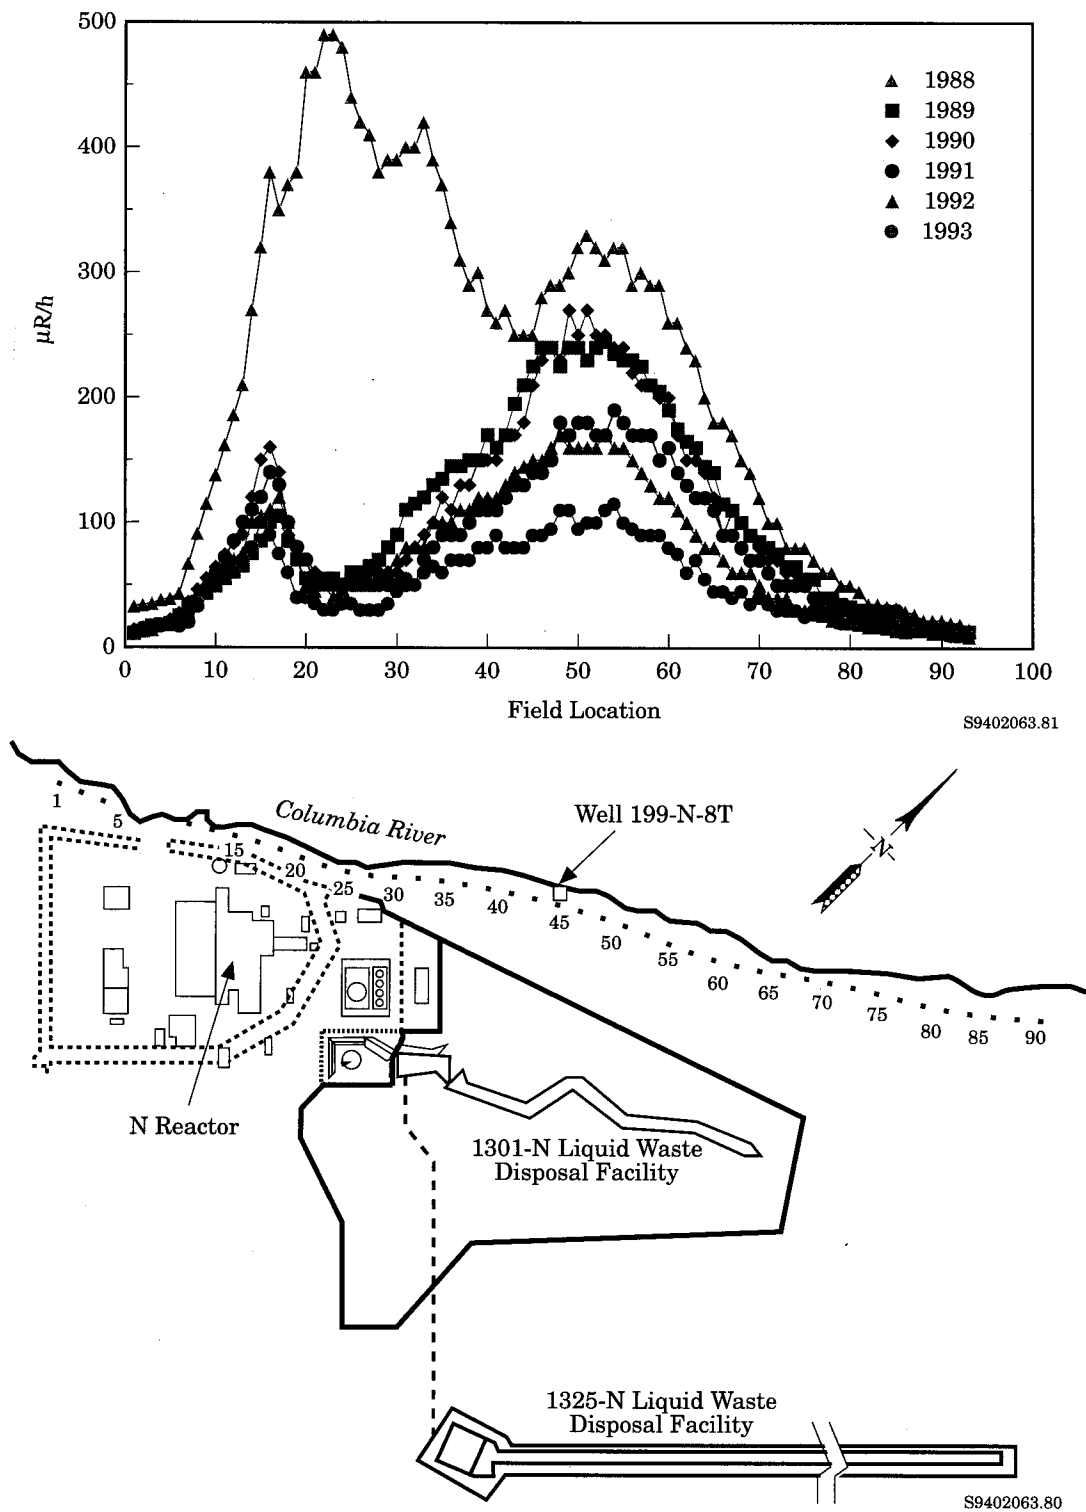 500
400
300
200
100
0
µR/h
1988
1989
1990
1991
1992
1993
0 10 20 30 40 50 60 70 80 90 100
Field Location
S9402063.81
Columbia River
Well 199-N-8T
-N-
1 5 15 20 25 30 35 40 45 50 55 60 65 70 75 80 85 90
N Reactor
1301-N Liquid Waste
Disposal Facility
1325-N Liquid Waste
Disposal Facility
S9402063.80